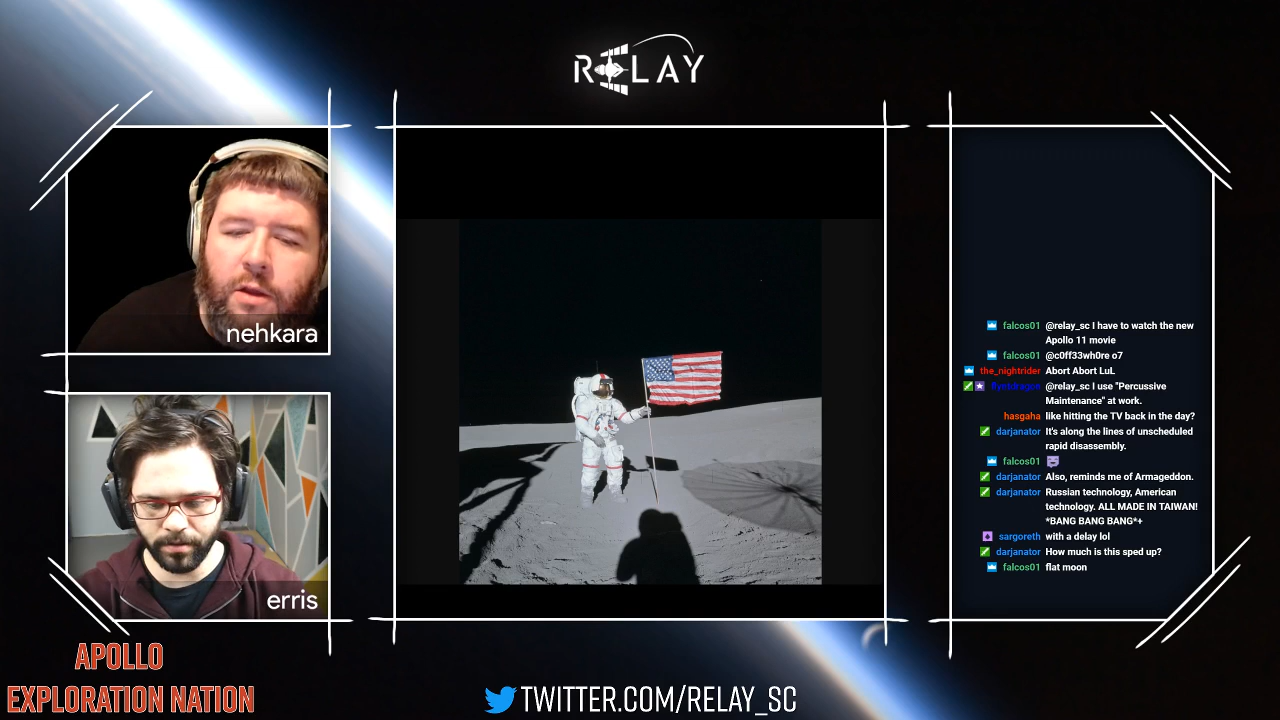 RELAY
nehkara
erris
falcos01 @relay_sc I have to watch the new
Apollo 11 movie
falcos01 @c0ff33wh0re o7
the_nightrider Abort Abort LuL
flyntdragon @relay_sc I use "Percussive
Maintenance" at work.
hasgaha like hitting the TV back in the day?
darjanator It's along the lines of unscheduled
rapid disassembly.
falcos01
darjanator Also, reminds me of Armageddon.
darjanator Russian technology, American
technology. ALL MADE IN TAIWAN!
*BANG BANG BANG*+
sargoreth with a delay lol
darjanator How much is this sped up?
falcos01 flat moon
APOLLO
EXPLORATION NATION
TWITTER.COM/RELAY_SC